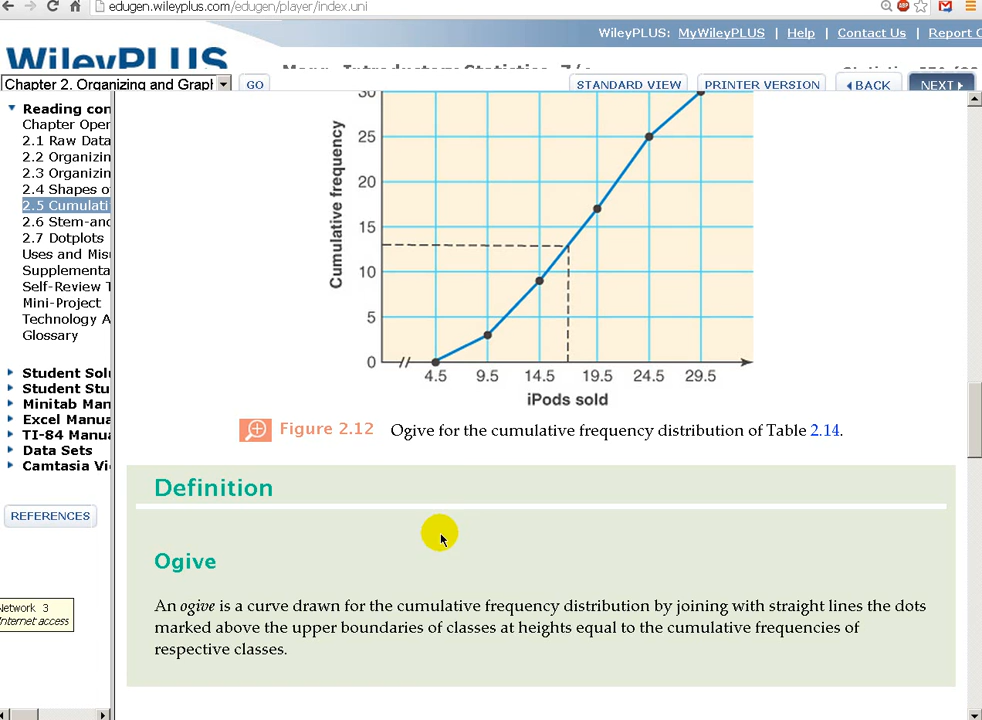 edugen.wileyplus.com/edugen/player/index.uni
WileyPLUS: MyWileyPLUS | Help | Contact Us | Report
WileyPLUS
Chapter 2. Organizing and Graph GO STANDARD VIEW PRINTER VERSION BACK NEXT
Reading con
Chapter Oper
2.1 Raw Data
2.2 Organizin
2.3 Organizin
2.4 Shapes o
2.5 Cumulati
2.6 Stem-and
2.7 Dotplots
Uses and Mis
Supplementa
Self-Review T
Mini-Project
Technology A
Glossary
Student Solu
Student Stu
Minitab Man
Excel Manua
TI-84 Manua
Data Sets
Camtasia Vi
REFERENCES
Network 3
Internet access
Cumulative frequency
30
25
20
15
10
5
0
4.5 9.5 14.5 19.5 24.5 29.5
iPods sold
Figure 2.12 Ogive for the cumulative frequency distribution of Table 2.14.
Definition
Ogive
An ogive is a curve drawn for the cumulative frequency distribution by joining with straight lines the dots
marked above the upper boundaries of classes at heights equal to the cumulative frequencies of
respective classes.